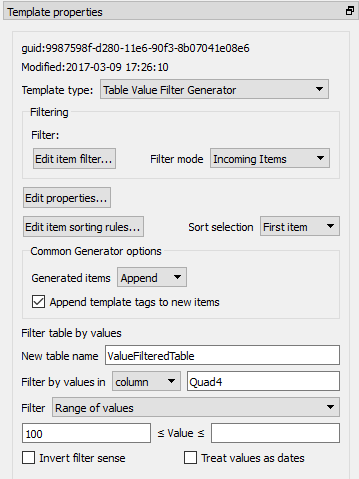 Template properties
guid:9987598f-d280-11e6-90f3-8b07041e08e6
Modified:2017-03-09 17:26:10
Template type: Table Value Filter Generator
Filtering
Filter:
Edit item filter... Filter mode Incoming Items
Edit properties...
Edit item sorting rules... Sort selection First item
Common Generator options
Generated items Append
Append template tags to new items
Filter table by values
New table name ValueFilteredTable
Filter by values in column Quad4
Filter Range of values
100 ≤ Value ≤
Invert filter sense Treat values as dates